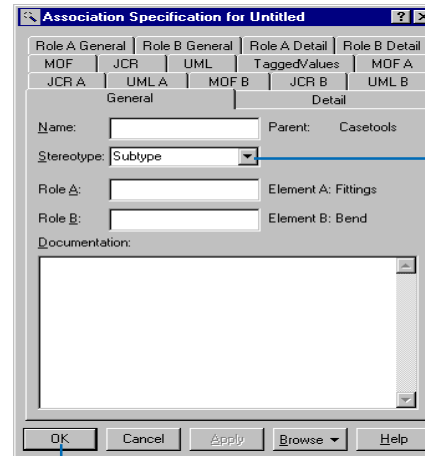 Association Specification for Untitled
Role A General Role B General Role A Detail Role B Detail
MOF JCR UML TaggedValues MOF A
JCR A UML A MOF B JCR B UML B
General Detail
Name: Parent: Casetools
Stereotype: Subtype
Role A: Element A: Fittings
Role B: Element B: Bend
Documentation:
OK Cancel Apply Browse Help